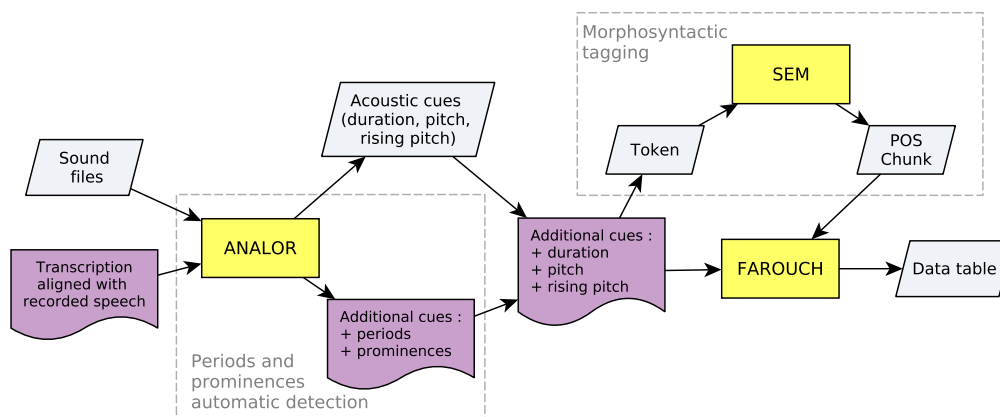 Morphosyntactic
tagging
SEM
Acoustic cues
(duration, pitch,
rising pitch)
Token
POS
Chunk
Sound
files
ANALOR
Transcription
aligned with
recorded speech
Additional cues :
+ duration
+ pitch
+ rising pitch
FAROUCH
Data table
Additional cues :
+ periods
+ prominences
Periods and
prominences
automatic detection